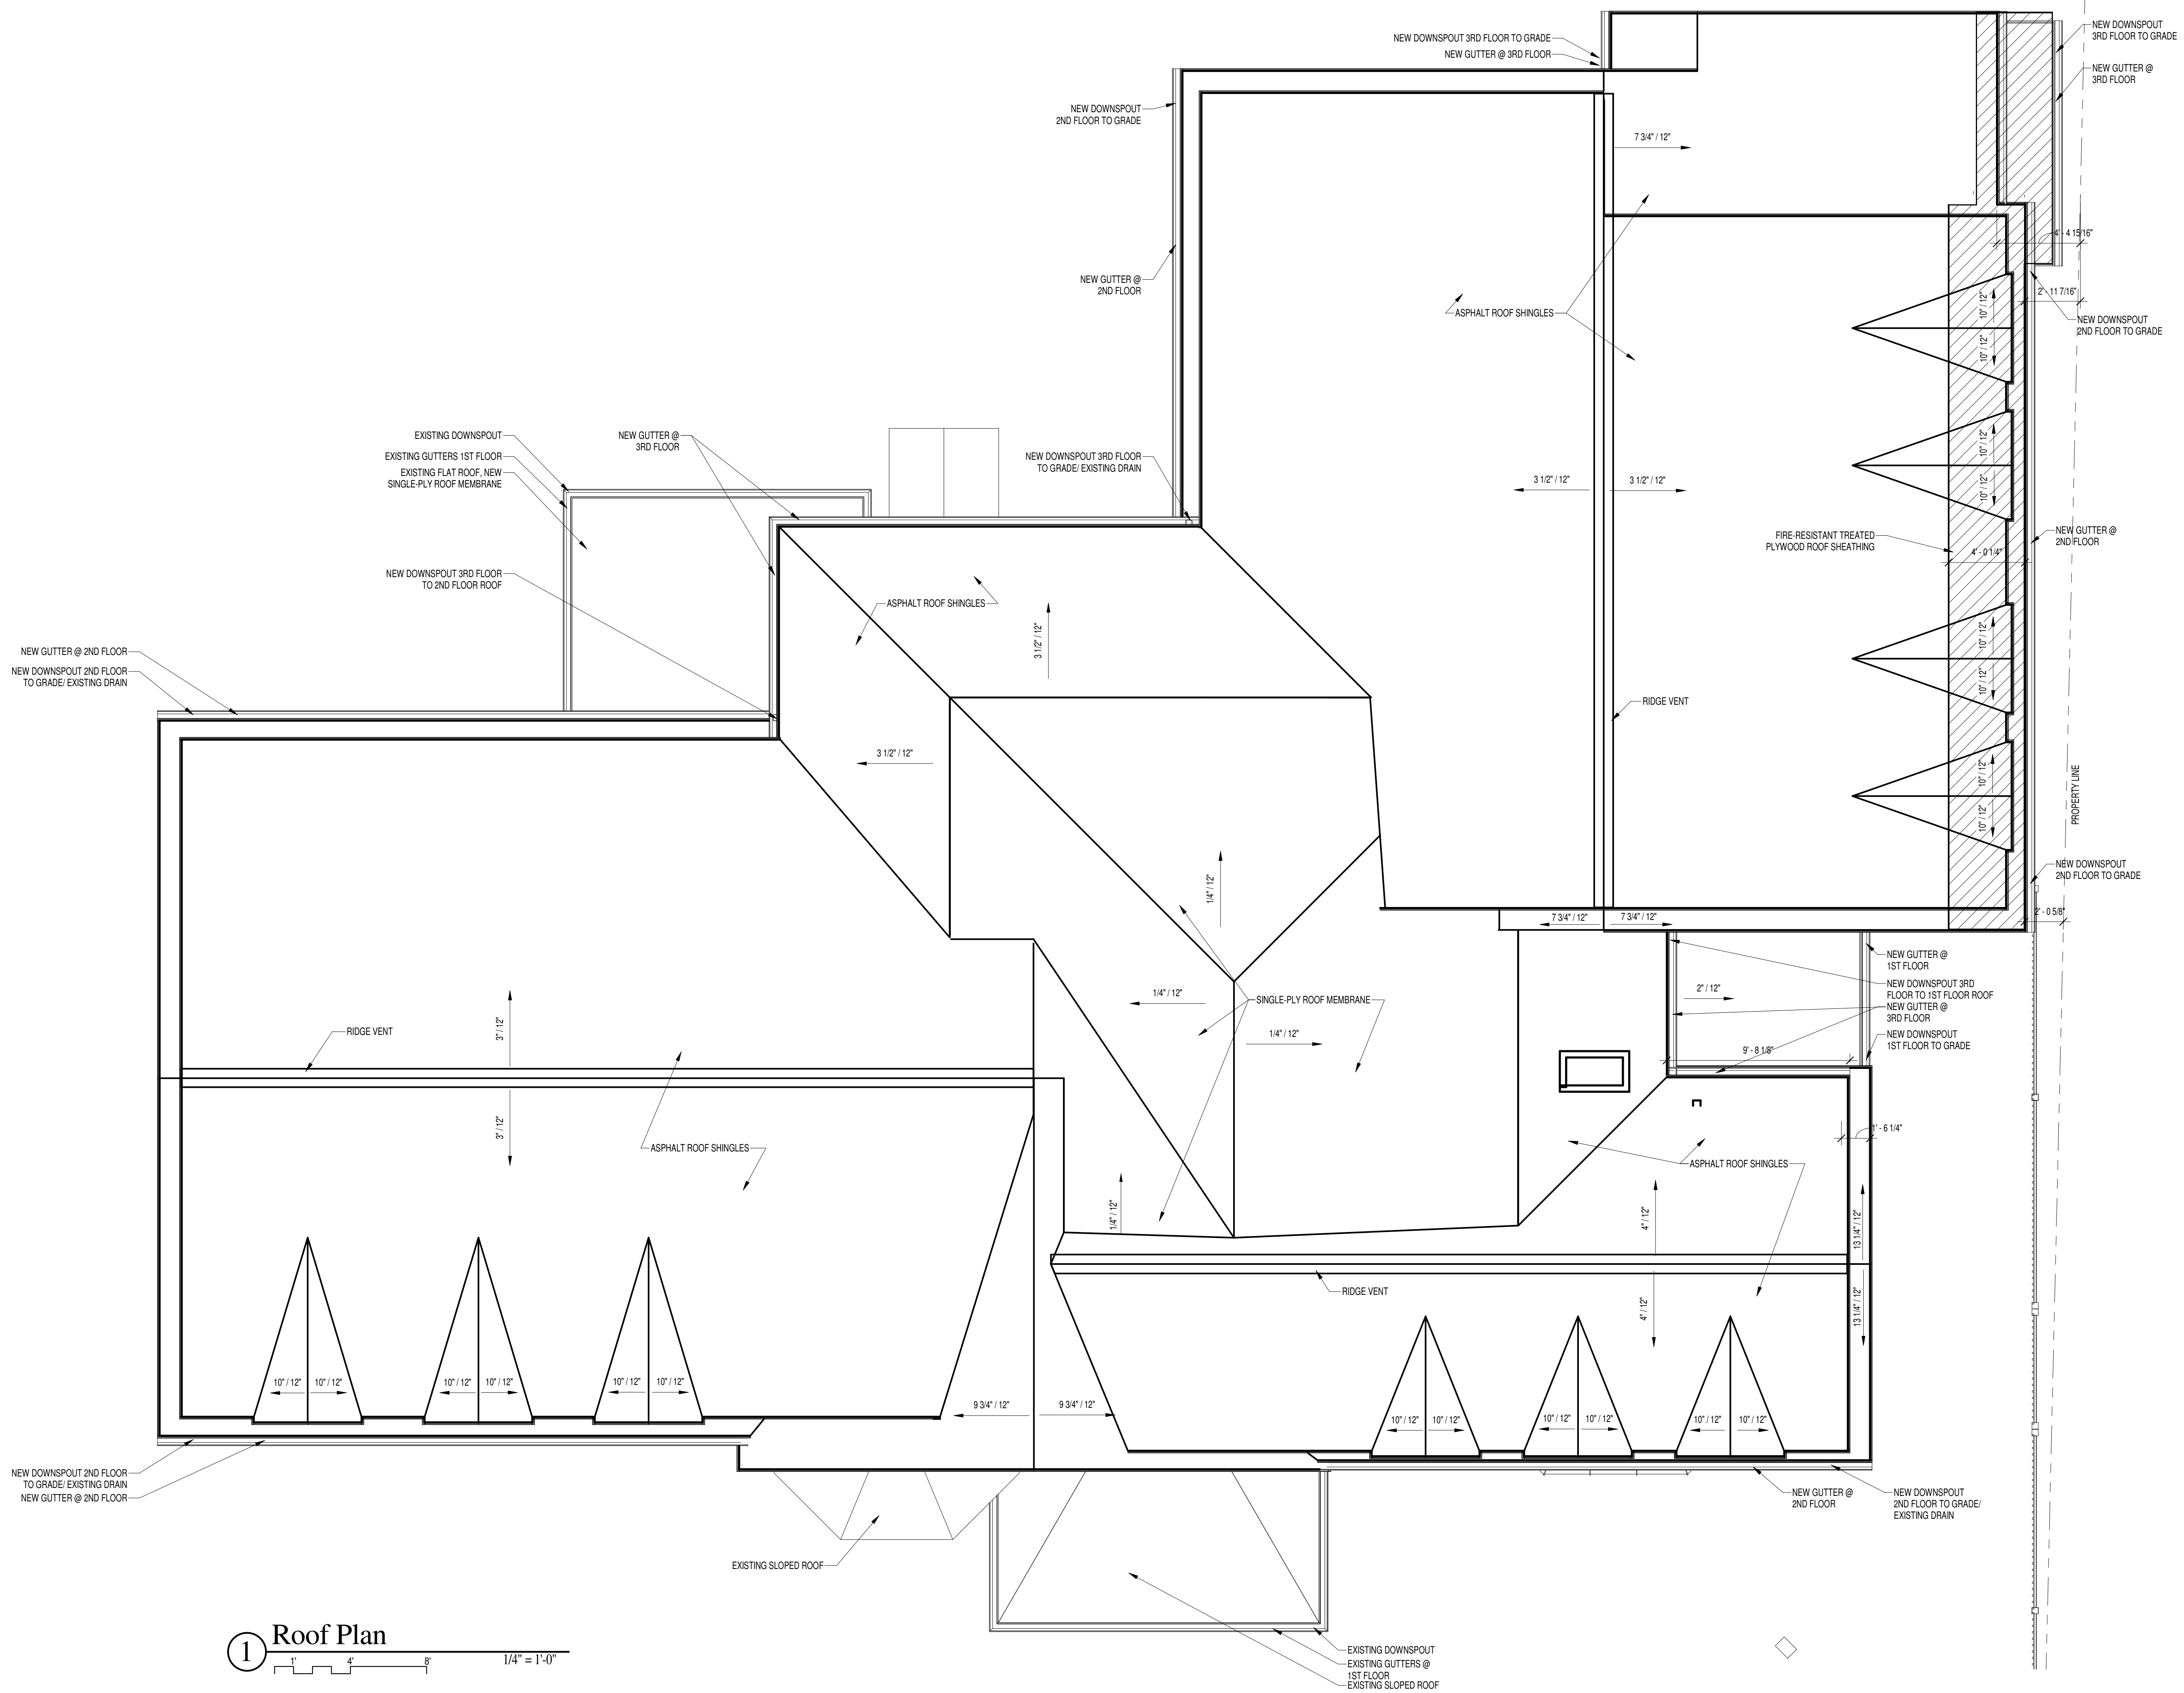 NEW DOWNSPOUT
3RD FLOOR TO GRADE
NEW DOWNSPOUT 3RD FLOOR TO GRADE
NEW GUTTER @ 3RD FLOOR
NEW GUTTER @
3RD FLOOR
NEW DOWNSPOUT
2ND FLOOR TO GRADE
7 3/4" / 12"
4' - 4 15/16"
NEW GUTTER @
2ND FLOOR
2' - 11 7/16"
10" / 12"
10" / 12"
ASPHALT ROOF SHINGLES
NEW DOWNSPOUT
2ND FLOOR TO GRADE
EXISTING DOWNSPOUT
EXISTING GUTTERS 1ST FLOOR
EXISTING FLAT ROOF, NEW
SINGLE-PLY ROOF MEMBRANE
NEW GUTTER @
3RD FLOOR
NEW DOWNSPOUT 3RD FLOOR
TO GRADE/ EXISTING DRAIN
10" / 12"
10" / 12"
3 1/2" / 12"
3 1/2" / 12"
FIRE-RESISTANT TREATED
PLYWOOD ROOF SHEATHING
4' - 0 1/4"
NEW GUTTER @
2ND FLOOR
NEW DOWNSPOUT 3RD FLOOR
TO 2ND FLOOR ROOF
ASPHALT ROOF SHINGLES
3 1/2" / 12"
10" / 12"
10" / 12"
NEW GUTTER @ 2ND FLOOR
NEW DOWNSPOUT 2ND FLOOR
TO GRADE/ EXISTING DRAIN
RIDGE VENT
3 1/2" / 12"
10" / 12"
10" / 12"
PROPERTY LINE
1/4" / 12"
NEW DOWNSPOUT
2ND FLOOR TO GRADE
7 3/4" / 12"
7 3/4" / 12"
2' - 0 5/8"
NEW GUTTER @
1ST FLOOR
NEW DOWNSPOUT 3RD
FLOOR TO 1ST FLOOR ROOF
NEW GUTTER @
3RD FLOOR
NEW DOWNSPOUT
1ST FLOOR TO GRADE
2" / 12"
1/4" / 12"
SINGLE-PLY ROOF MEMBRANE
1/4" / 12"
9' - 8 1/8"
RIDGE VENT
3" / 12"
3" / 12"
1' - 6 1/4"
ASPHALT ROOF SHINGLES
ASPHALT ROOF SHINGLES
1/4" / 12"
4" / 12"
13 1/4" / 12"
RIDGE VENT
4" / 12"
13 1/4" / 12"
10" / 12"
10" / 12"
10" / 12"
10" / 12"
10" / 12"
10" / 12"
9 3/4" / 12"
9 3/4" / 12"
10" / 12"
10" / 12"
10" / 12"
10" / 12"
10" / 12"
10" / 12"
NEW DOWNSPOUT 2ND FLOOR
TO GRADE/ EXISTING DRAIN
NEW GUTTER @ 2ND FLOOR
NEW GUTTER @
2ND FLOOR
NEW DOWNSPOUT
2ND FLOOR TO GRADE/
EXISTING DRAIN
EXISTING SLOPED ROOF
EXISTING DOWNSPOUT
EXISTING GUTTERS @
1ST FLOOR
EXISTING SLOPED ROOF
1
Roof Plan
1/4" = 1'-0"
1' 4' 8'